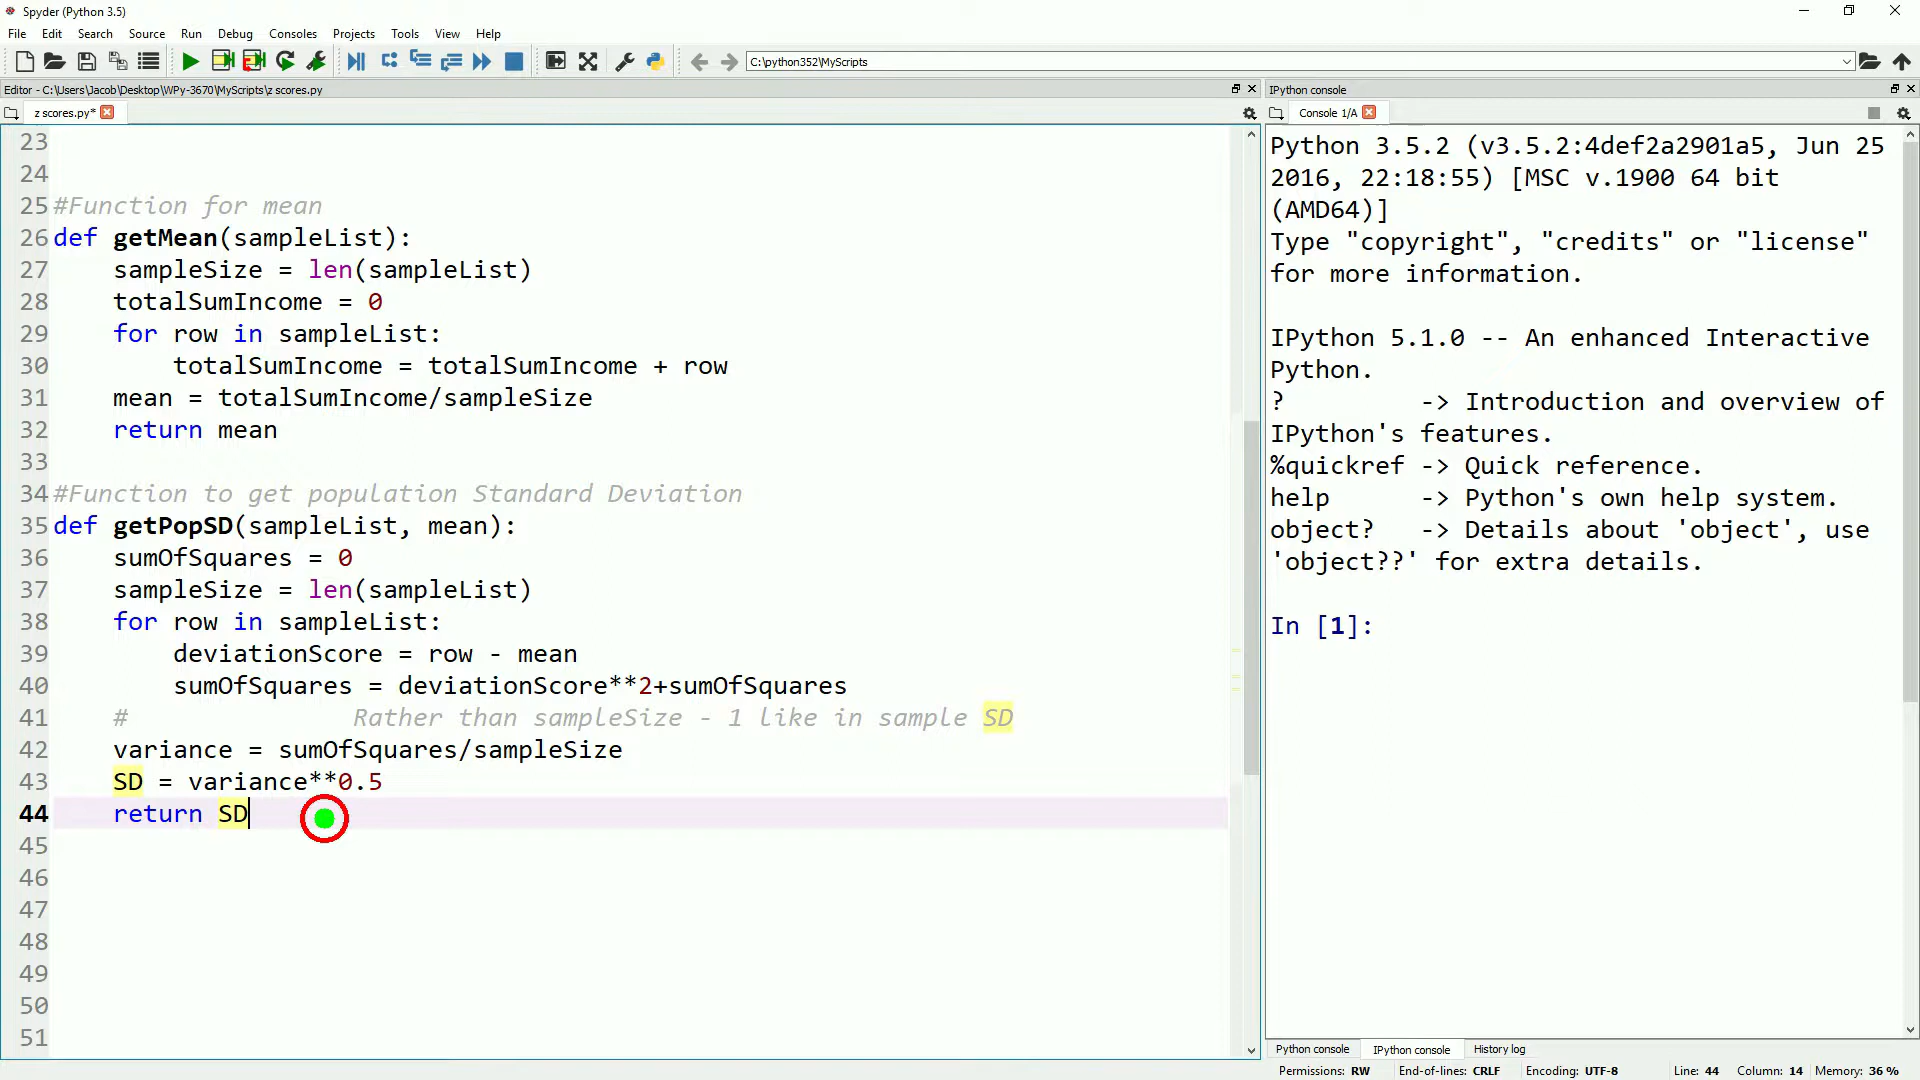 Spyder (Python 3.5)
File Edit Search Source Run Debug Consoles Projects Tools View Help
C:\python352\MyScripts
Editor - C:\Users\Jacob\Desktop\WPy-3670\MyScripts\z scores.py
z scores.py*
23
24
25 #Function for mean
26 def getMean(sampleList):
27     sampleSize = len(sampleList)
28     totalSumIncome = 0
29     for row in sampleList:
30         totalSumIncome = totalSumIncome + row
31     mean = totalSumIncome/sampleSize
32     return mean
33
34 #Function to get population Standard Deviation
35 def getPopSD(sampleList, mean):
36     sumOfSquares = 0
37     sampleSize = len(sampleList)
38     for row in sampleList:
39         deviationScore = row - mean
40         sumOfSquares = deviationScore**2+sumOfSquares
41     #               Rather than sampleSize - 1 like in sample SD
42     variance = sumOfSquares/sampleSize
43     SD = variance**0.5
44     return SD
45
46
47
48
49
50
51
IPython console
Console 1/A
Python 3.5.2 (v3.5.2:4def2a2901a5, Jun 25
2016, 22:18:55) [MSC v.1900 64 bit
(AMD64)]
Type "copyright", "credits" or "license"
for more information.
IPython 5.1.0 -- An enhanced Interactive
Python.
?         -> Introduction and overview of
IPython's features.
%quickref -> Quick reference.
help      -> Python's own help system.
object?   -> Details about 'object', use
'object??' for extra details.
In [1]:
Python console IPython console History log
Permissions: RW End-of-lines: CRLF Encoding: UTF-8 Line: 44 Column: 14 Memory: 36 %